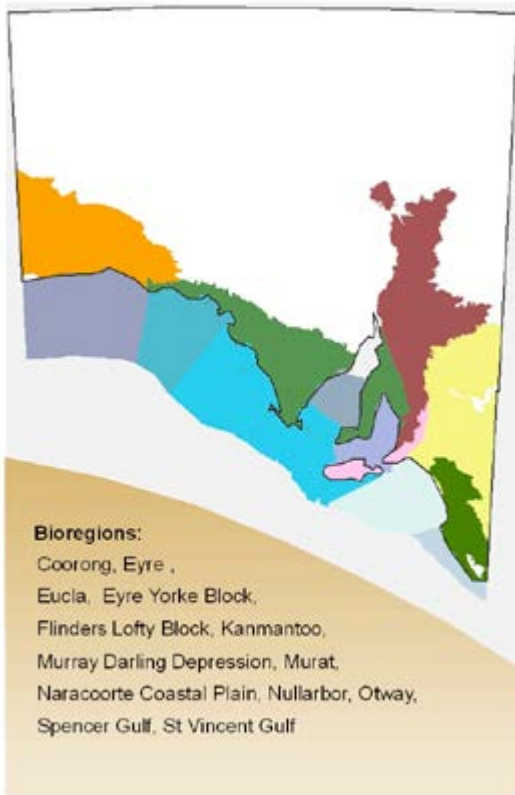 Bioregions:
Coorong, Eyre ,
Eucla, Eyre Yorke Block,
Flinders Lofty Block, Kanmantoo,
Murray Darling Depression, Murat,
Naracoorte Coastal Plain, Nullarbor, Otway,
Spencer Gulf, St Vincent Gulf